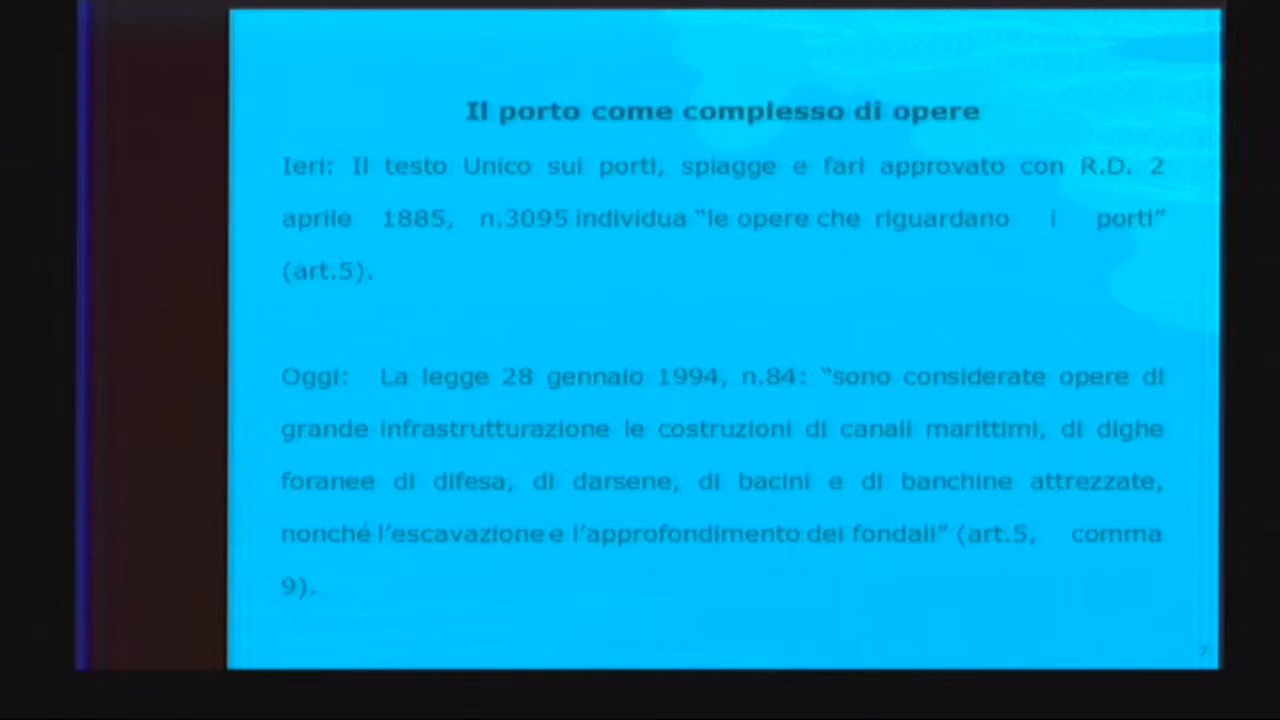 Il porto come complesso di opere
Ieri: Il testo Unico sui porti, spiagge e fari approvato con R.D. 2
aprile 1885, n.3095 individua “le opere che riguardano i porti”
(art.5).
Oggi: La legge 28 gennaio 1994, n.84: “sono considerate opere di
grande infrastrutturazione le costruzioni di canali marittimi, di dighe
foranee di difesa, di darsene, di bacini e di banchine attrezzate,
nonché l’escavazione e l’approfondimento dei fondali” (art.5, comma
9).
7